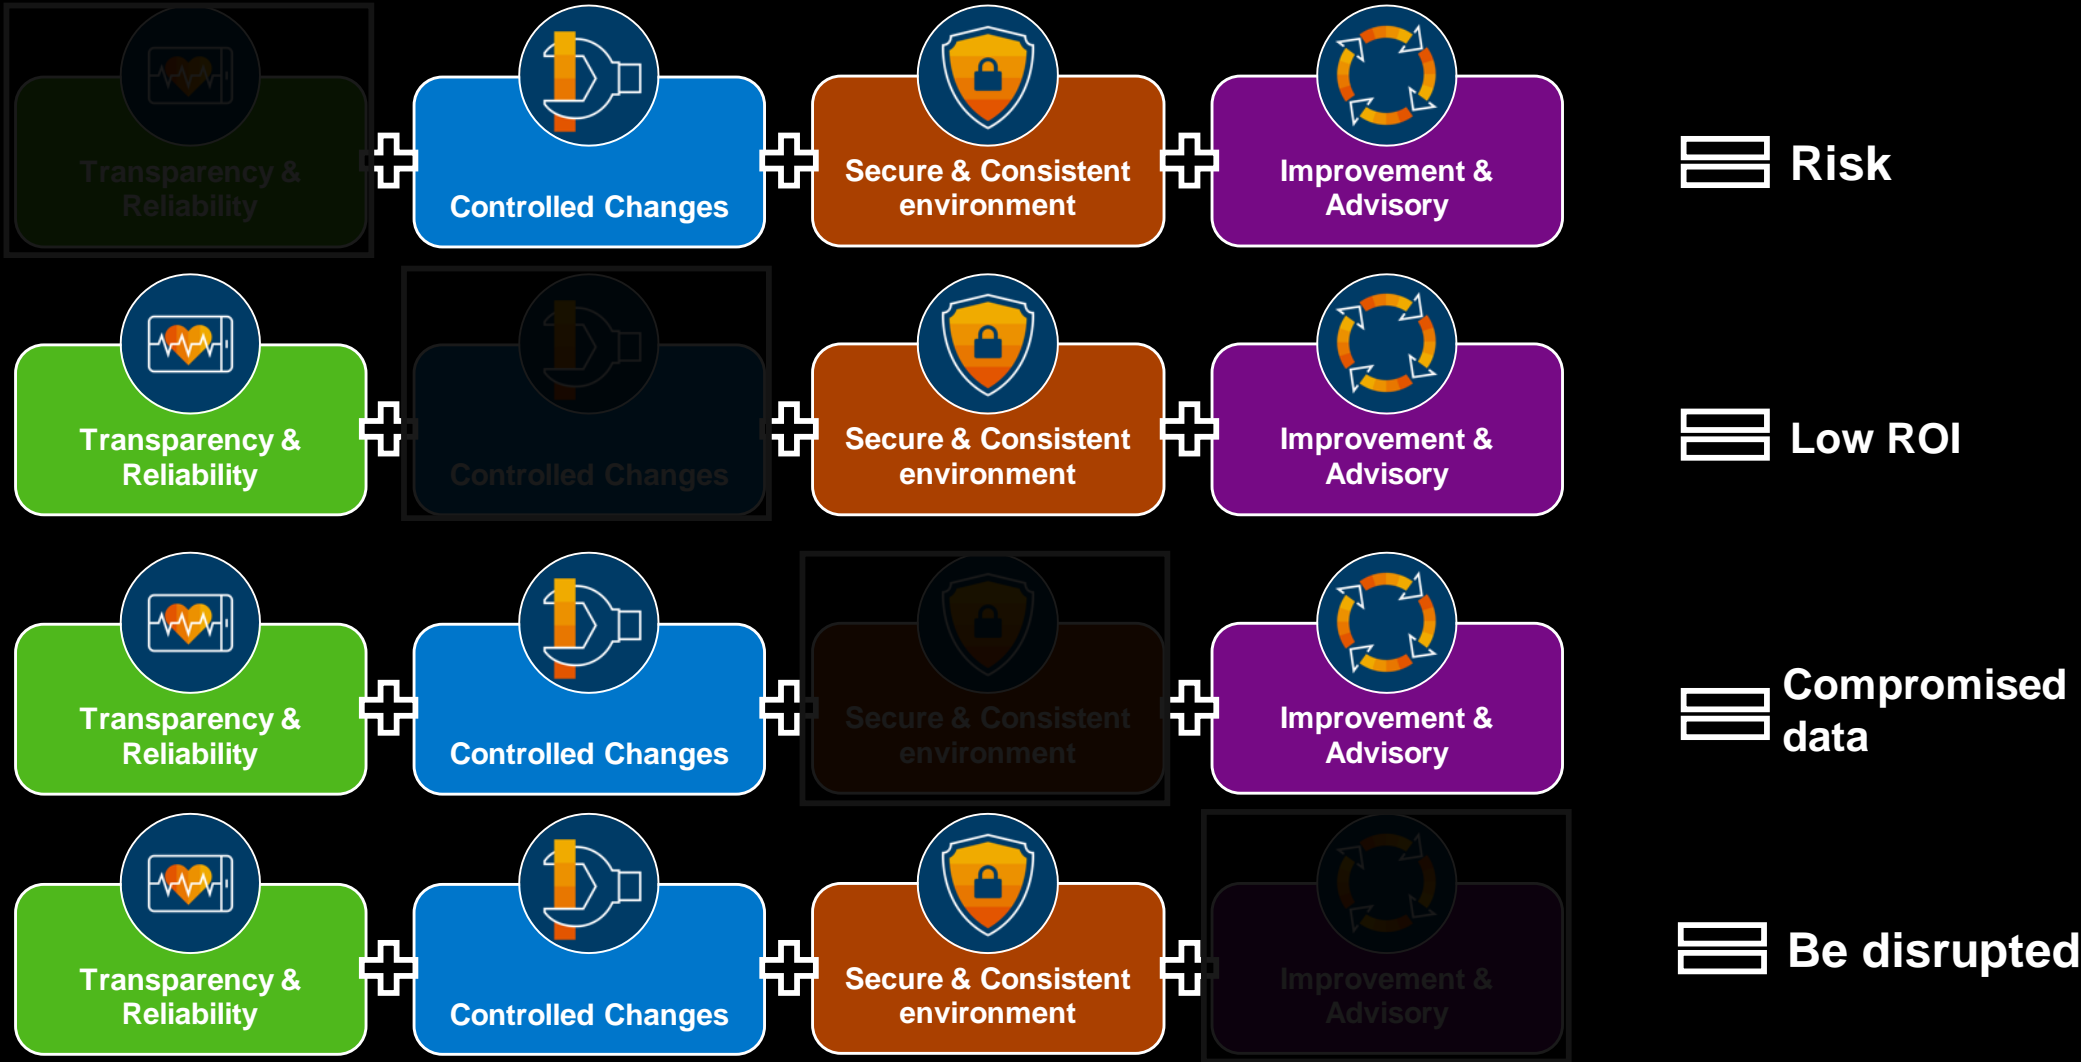 Transparency &
Reliability
Controlled Changes
Secure & Consistent
environment
Improvement &
Advisory
Risk
Transparency &
Reliability
Controlled Changes
Secure & Consistent
environment
Improvement &
Advisory
Low ROI
Transparency &
Reliability
Controlled Changes
Secure & Consistent
environment
Improvement &
Advisory
Compromised
data
Transparency &
Reliability
Controlled Changes
Secure & Consistent
environment
Improvement &
Advisory
Be disrupted